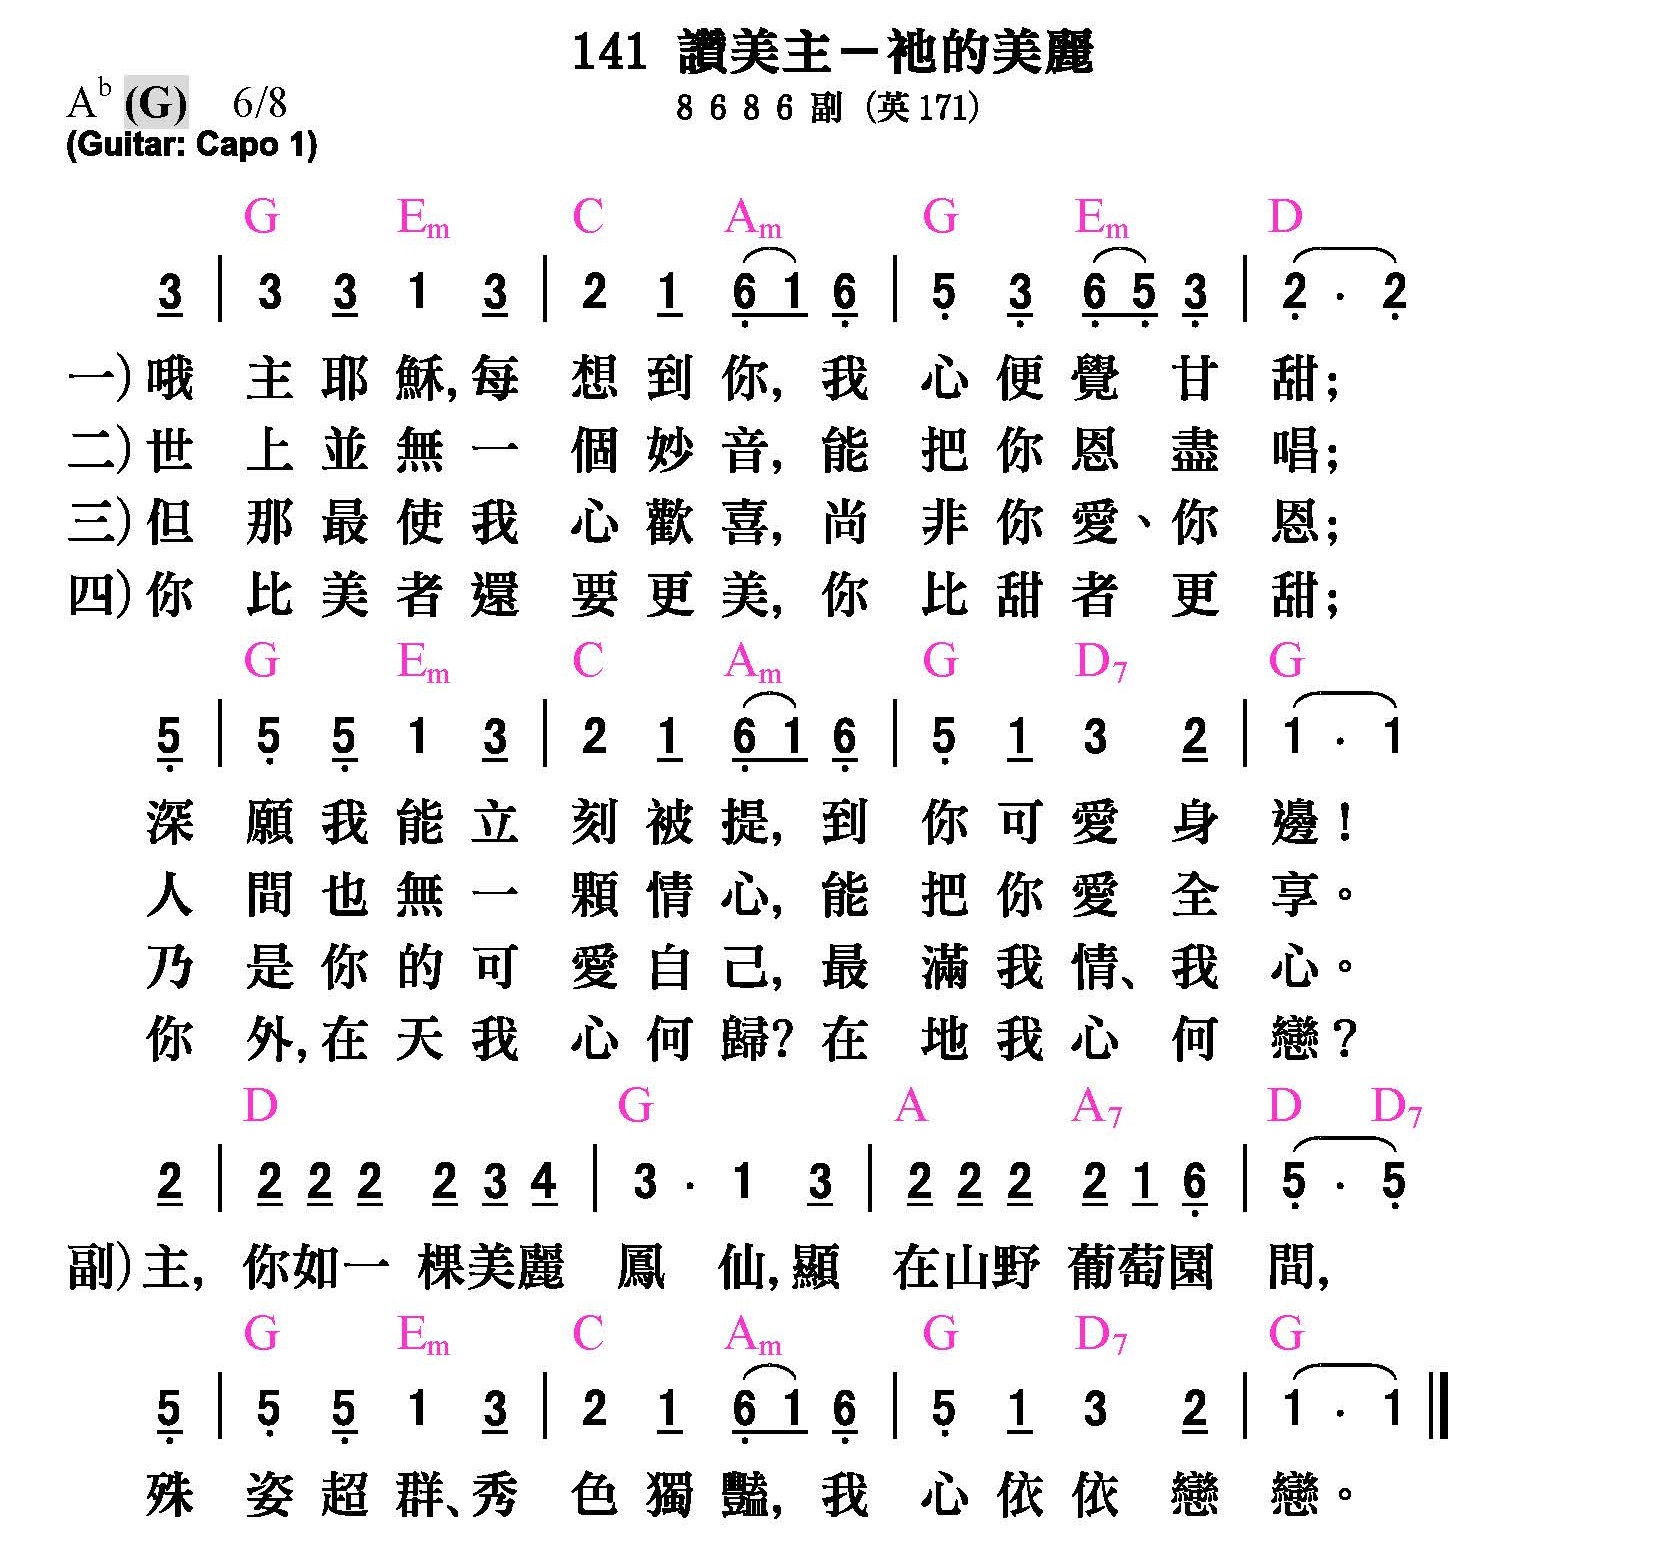 141 讚美主－祂的美麗
A♭ (G) 6/8
8 6 8 6 副 (英171)
(Guitar: Capo 1)
G Em C Am G Em D
3 | 3 3 1 3 | 2 1 6 1 6 | 5 3 6 5 3 | 2 · 2
一)哦 主耶穌,每 想到你,我 心便覺甘 甜;
二)世 上並無一 個妙音,能 把你恩盡 唱;
三)但 那最使我 心歡喜,尚 非你愛、你 恩;
四)你 比美者還 要更美,你 比甜者更 甜;
G Em C Am G D7 G
5 | 5 5 1 3 | 2 1 6 1 6 | 5 1 3 2 | 1 · 1
深 願我能立 刻被提,到 你可愛身 邊!
人 間也無一 顆情心,能 把你愛全 享。
乃 是你的可 愛自己,最 滿我情、我 心。
你 外,在天我 心何歸?在 地我心何 戀?
D G A A7 D D7
2 | 2 2 2 2 3 4 | 3 · 1 3 | 2 2 2 2 1 6 | 5 · 5
副)主, 你如一 棵美麗 鳳 仙,顯 在山野 葡萄園 間,
G Em C Am G D7 G
5 | 5 5 1 3 | 2 1 6 1 6 | 5 1 3 2 | 1 · 1 ‖
殊 姿超群、秀 色獨豔,我 心依依戀 戀。